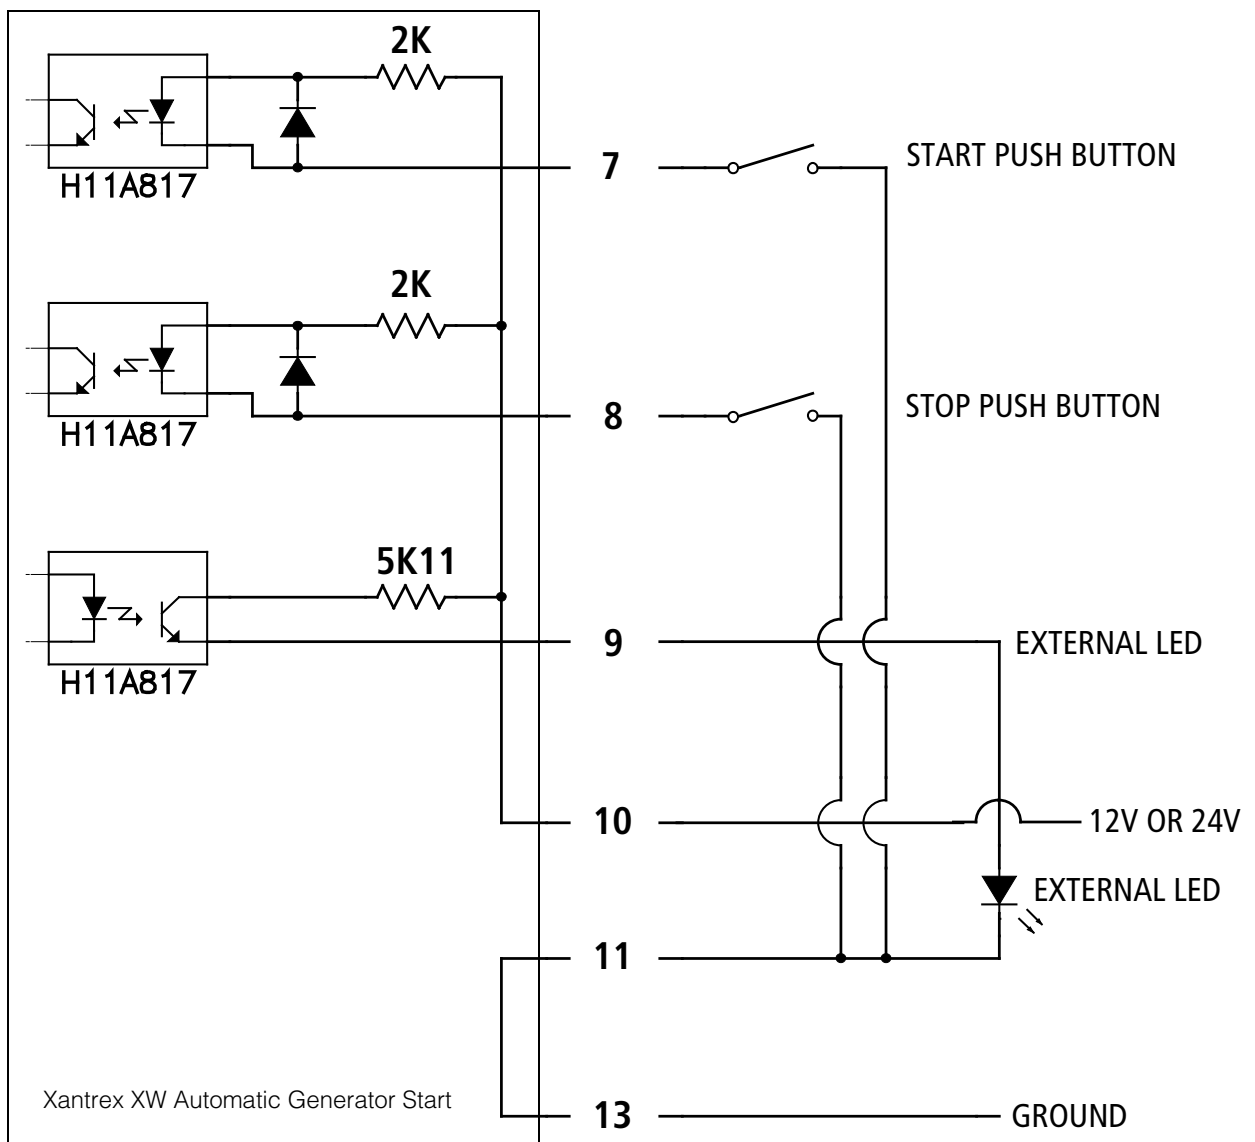 2K
H11A817
7
START PUSH BUTTON
2K
H11A817
8
STOP PUSH BUTTON
5K11
H11A817
9
EXTERNAL LED
10
12V OR 24V
EXTERNAL LED
11
Xantrex XW Automatic Generator Start
13
GROUND